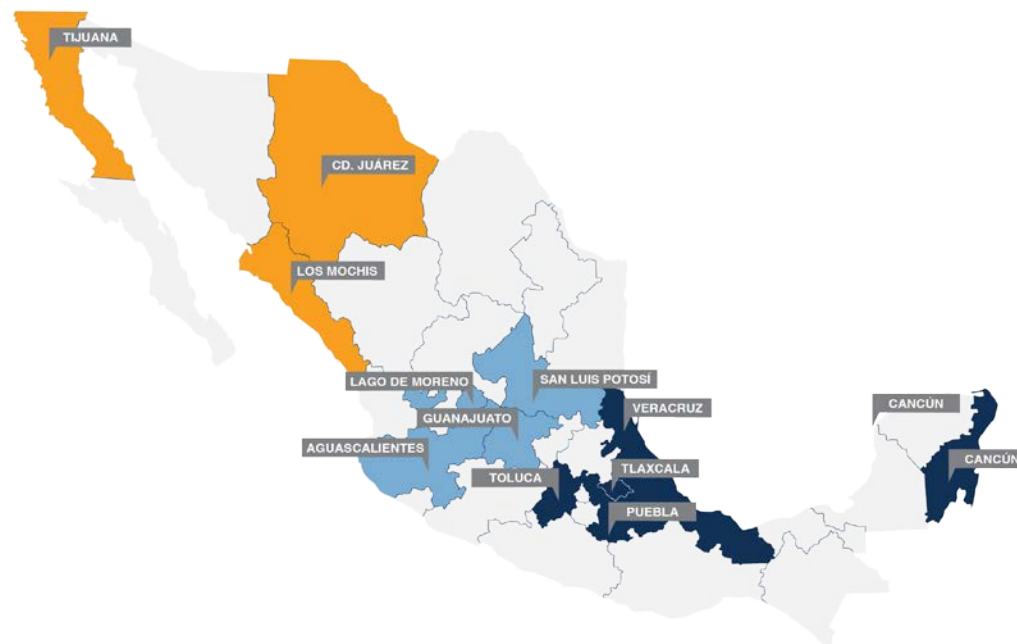 TIJUANA
CD. JUÁREZ
LOS MOCHIS
LAGO DE MORENO
SAN LUIS POTOSÍ
CANCÚN
GUANAJUATO
VERACRUZ
AGUASCALIENTES
CANCÚN
TOLUCA
TLAXCALA
PUEBLA